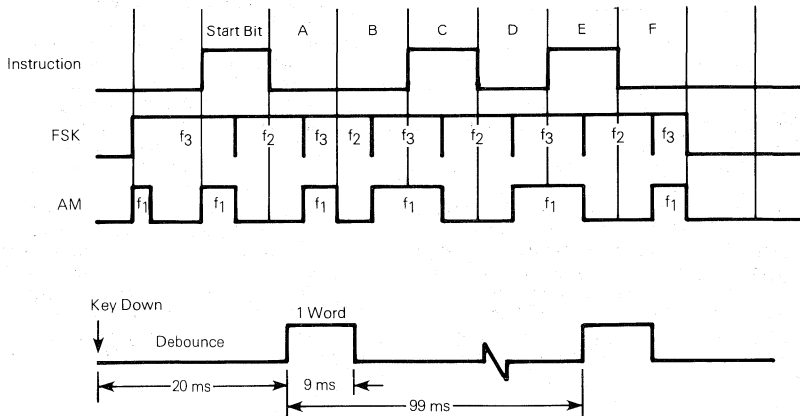 Start Bit A B C D E F
Instruction
FSK f3 f2 f3 f2 f3 f2 f3 f2 f3
AM f1 f1 f1 f1 f1 f1
Key Down
1 Word
Debounce
20 ms 9 ms
99 ms